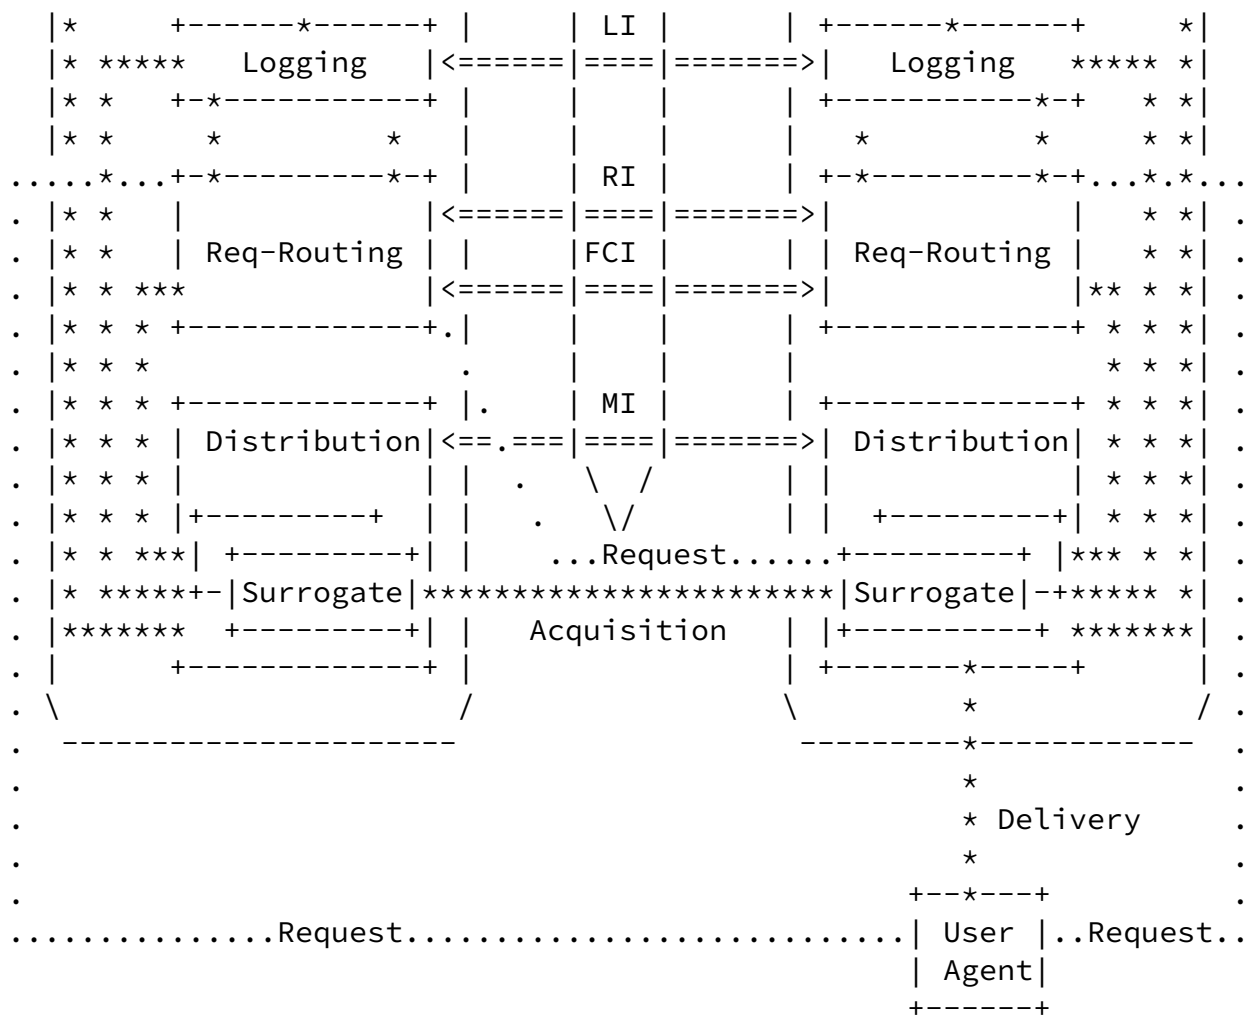 LI
Logging Logging
RI
Req-Routing FCI Req-Routing
MI
Distribution Distribution
Request
Surrogate Surrogate
Acquisition
Delivery
Request User Request
Agent